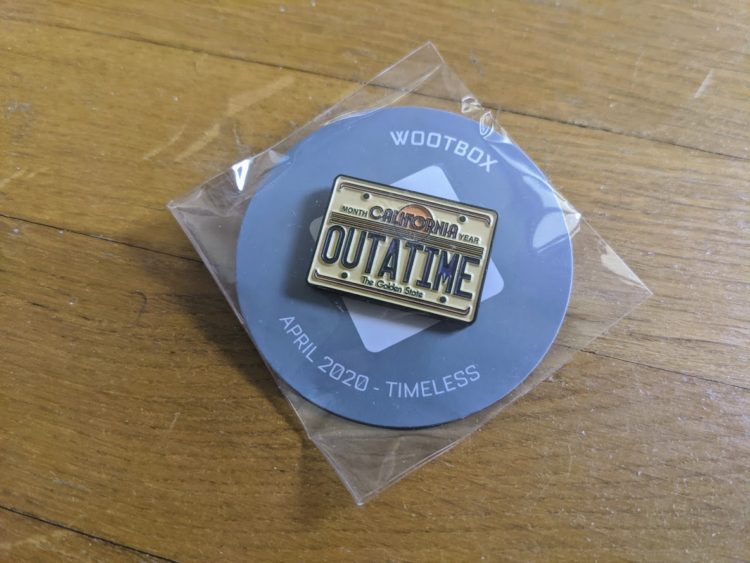 WOOTBOX
MONTH CALIFORNIA YEAR
OUTATIME
The Golden State
APRIL 2020 - TIMELESS